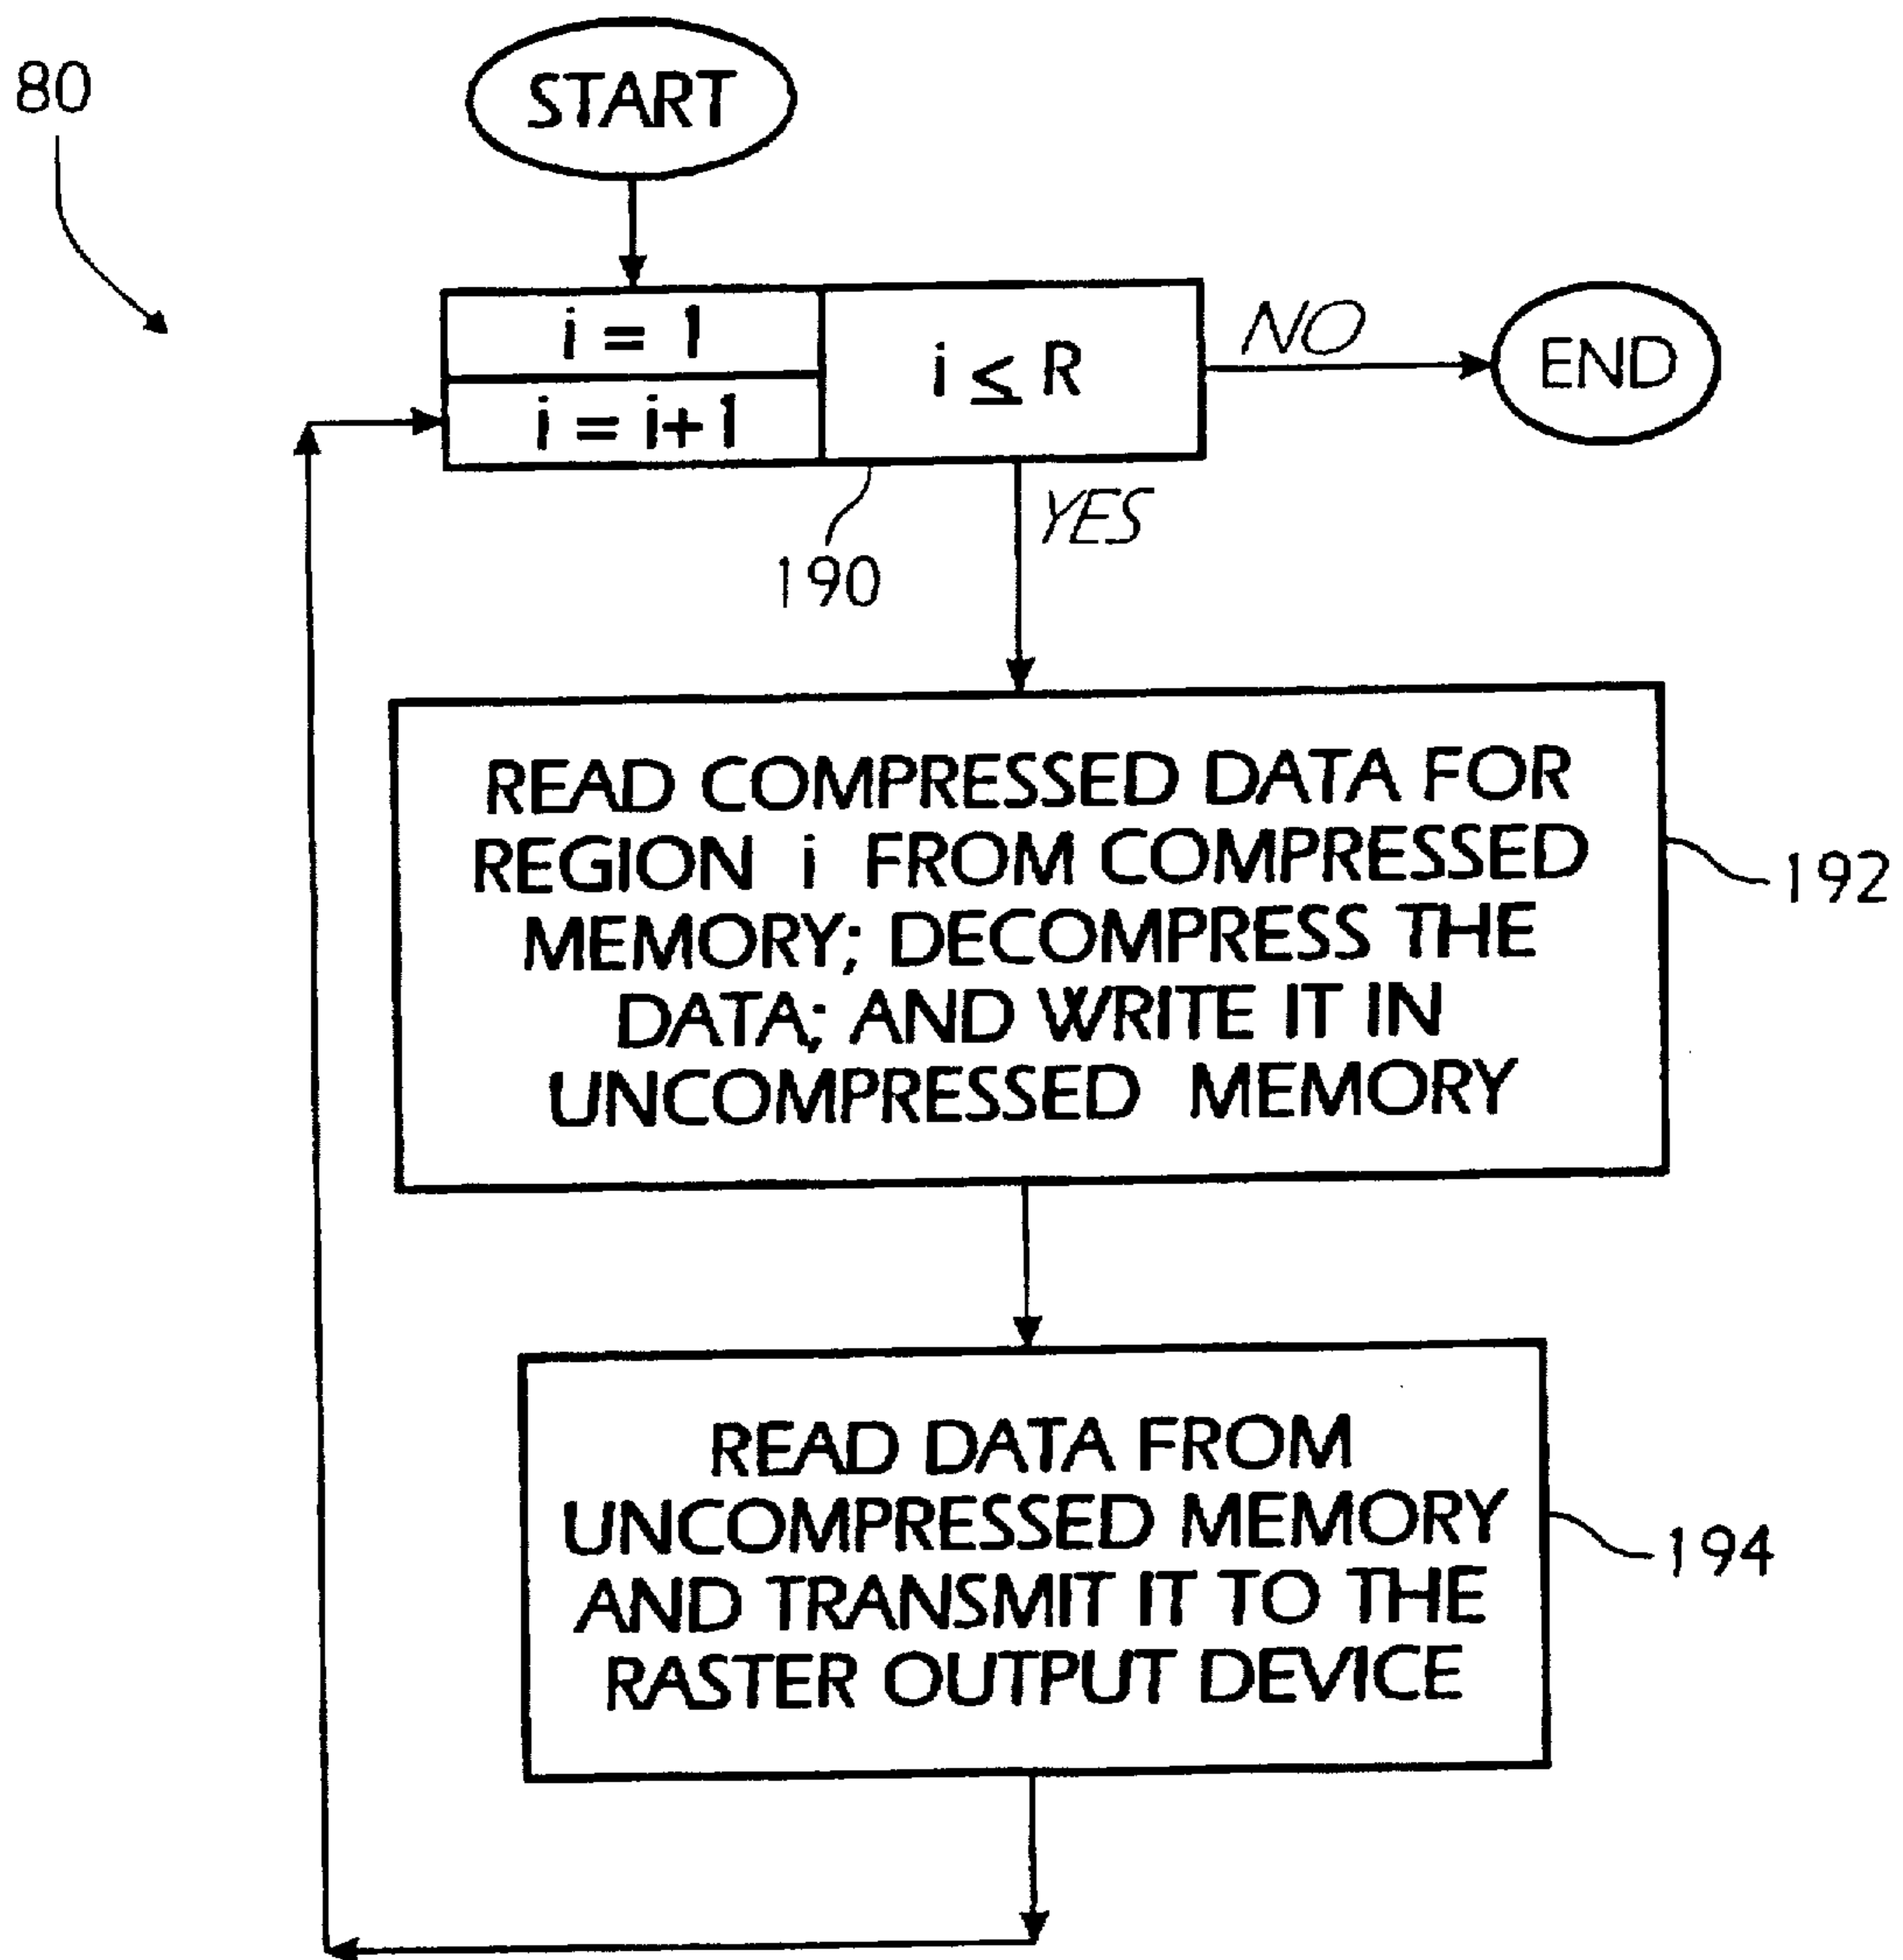 80
START
i = 1
i = i+1
i ≤ R
NO
END
YES
190
READ COMPRESSED DATA FOR
REGION i FROM COMPRESSED
MEMORY; DECOMPRESS THE
DATA; AND WRITE IT IN
UNCOMPRESSED MEMORY
192
READ DATA FROM
UNCOMPRESSED MEMORY
AND TRANSMIT IT TO THE
RASTER OUTPUT DEVICE
194